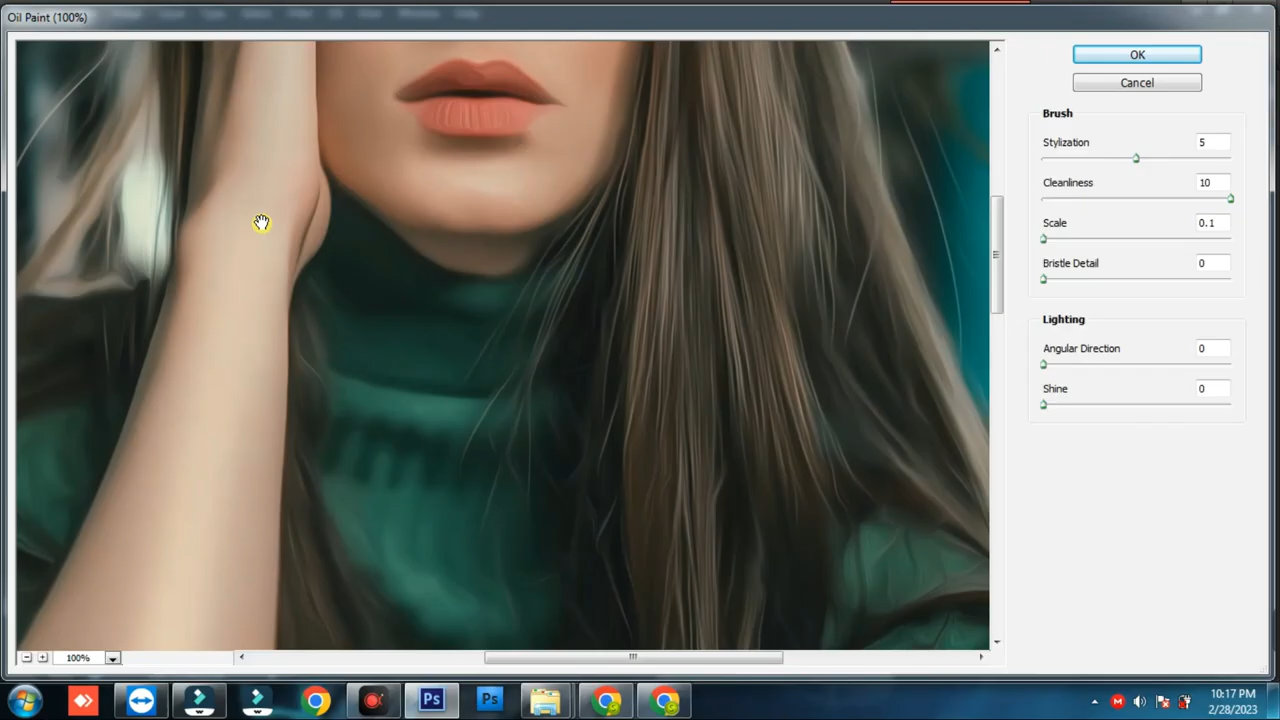 Oil Paint (100%)
OK
Cancel
Brush
Stylization 5
Cleanliness 10
Scale 0.1
Bristle Detail 0
Lighting
Angular Direction 0
Shine 0
100%
Ps Ps
M
10:17 PM
2/28/2023